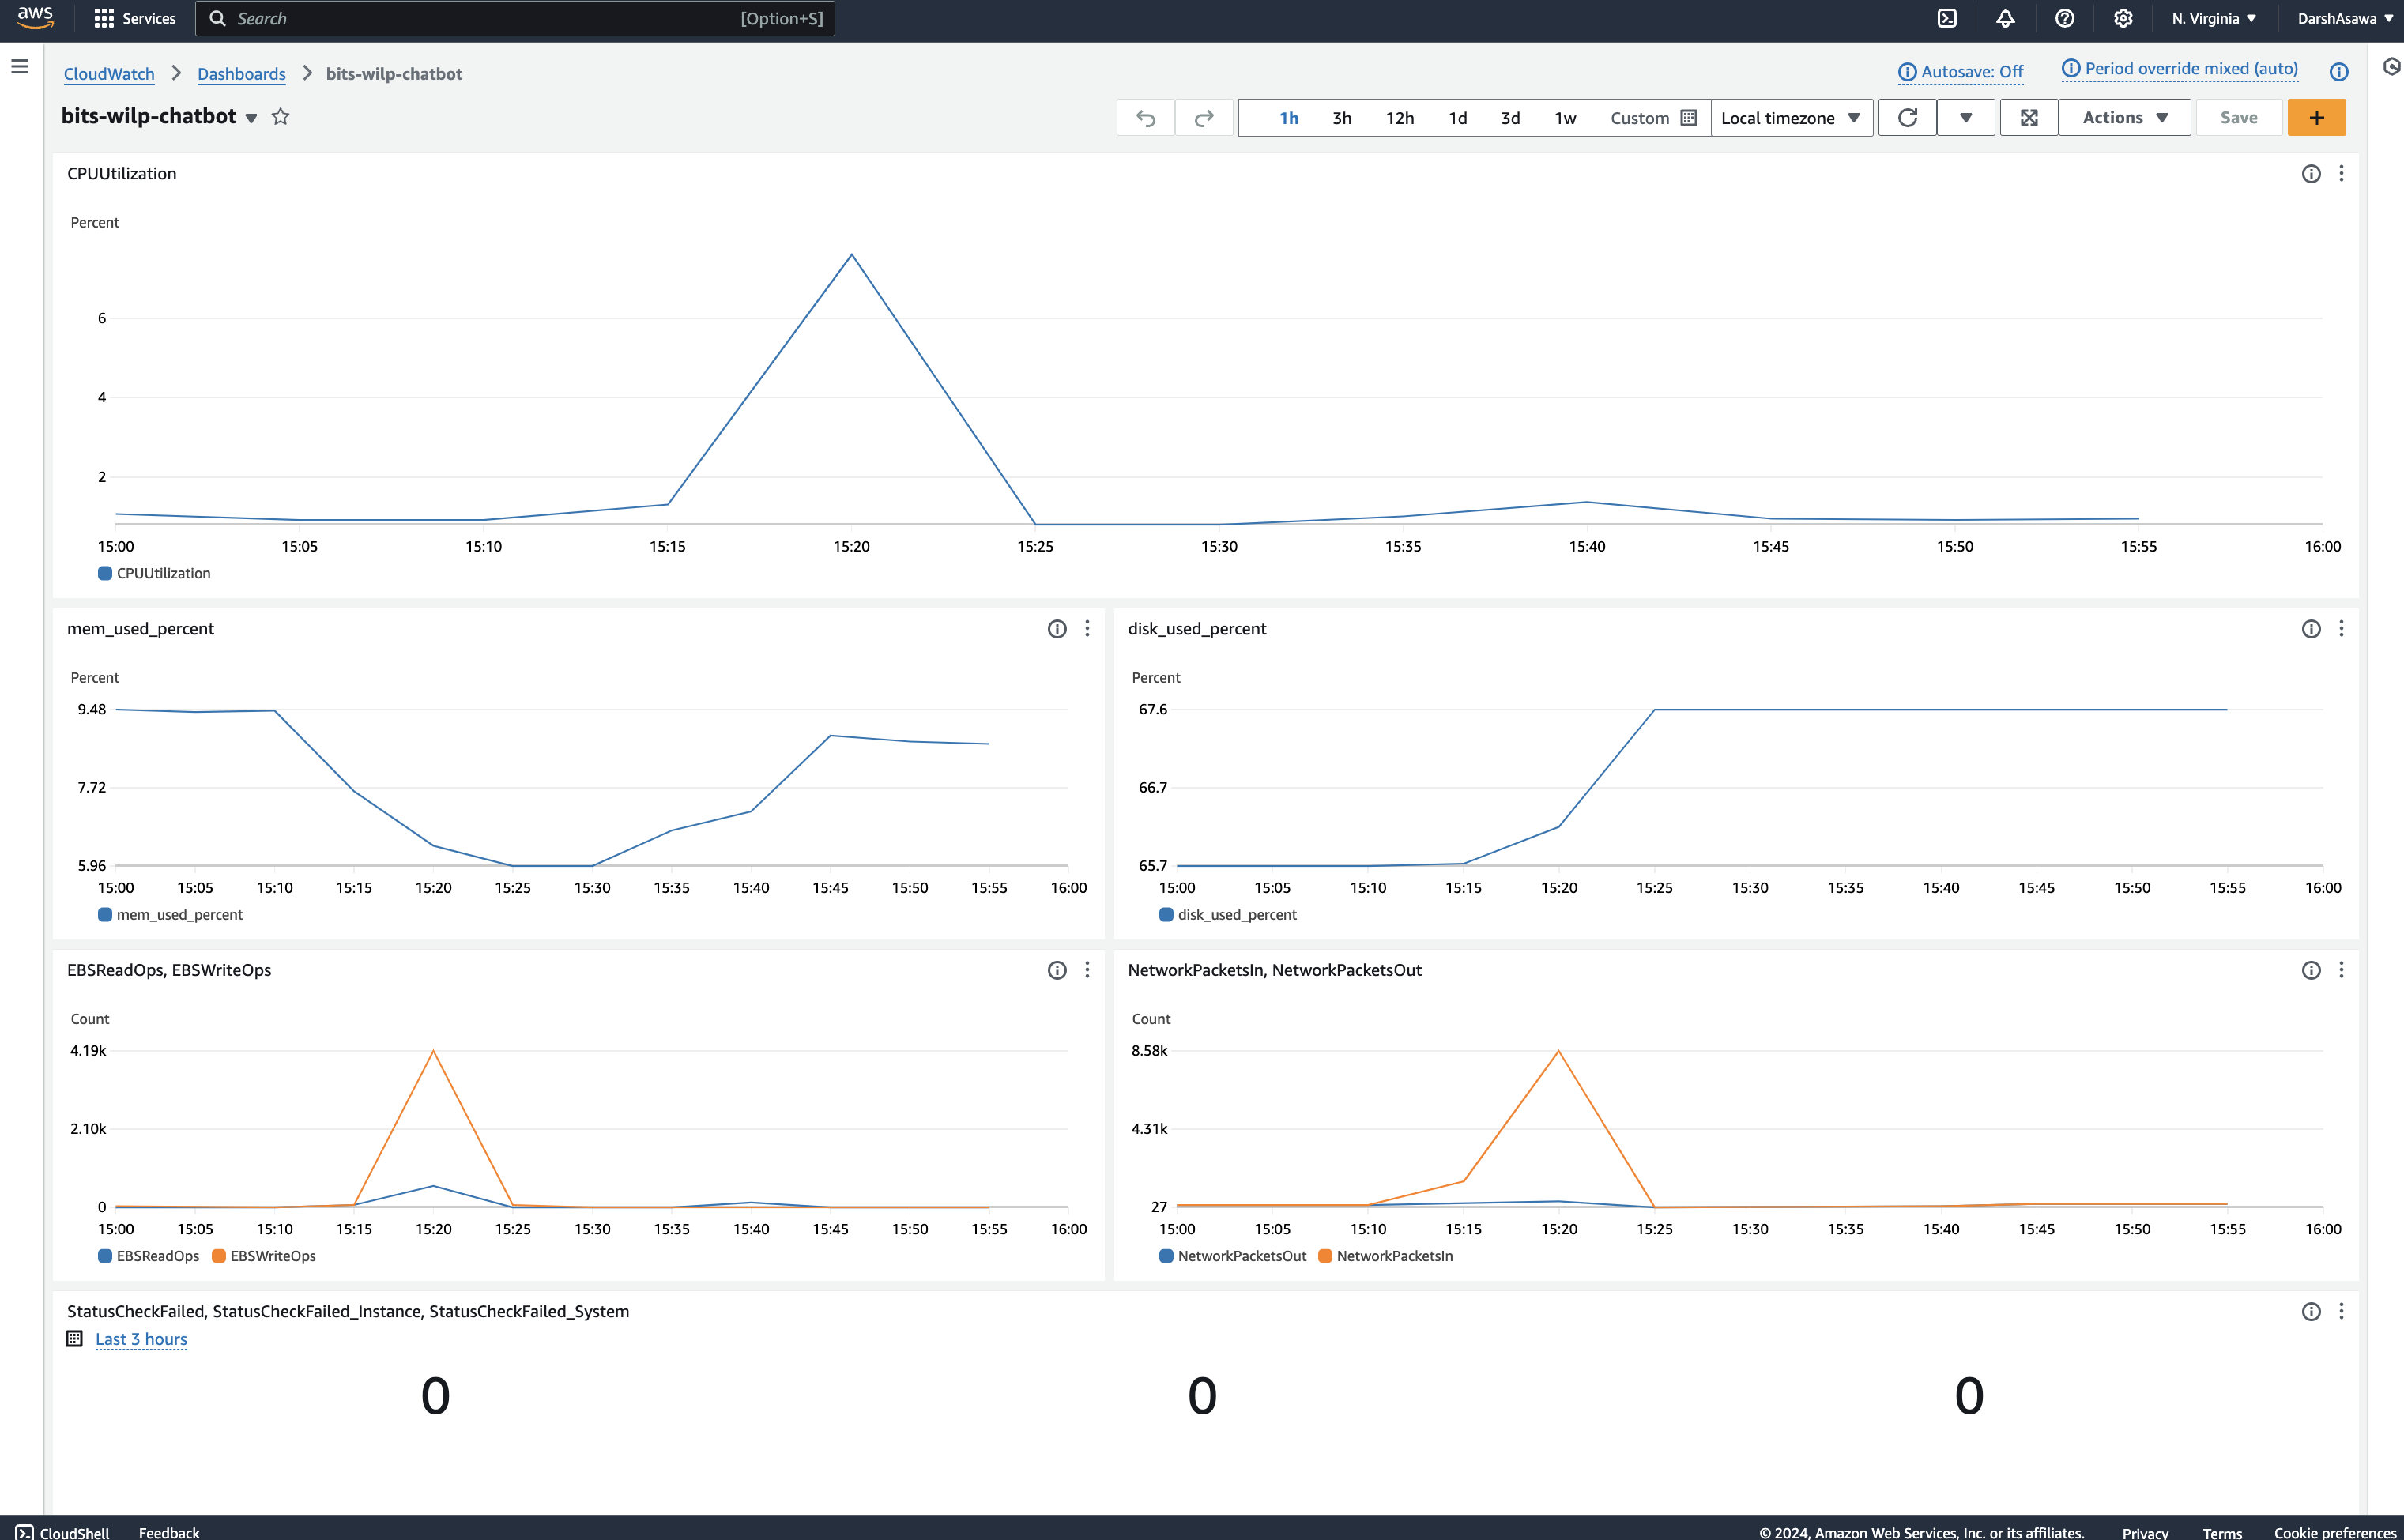 aws Services Search [Option+S] N. Virginia DarshAsawa
CloudWatch Dashboards bits-wilp-chatbot Autosave: Off Period override mixed (auto)
bits-wilp-chatbot 1h 3h 12h 1d 3d 1w Custom Local timezone Actions Save
CPUUtilization
Percent
6
4
2
15:00 15:05 15:10 15:15 15:20 15:25 15:30 15:35 15:40 15:45 15:50 15:55 16:00
CPUUtilization
mem_used_percent
Percent
9.48
7.72
5.96
15:00 15:05 15:10 15:15 15:20 15:25 15:30 15:35 15:40 15:45 15:50 15:55 16:00
mem_used_percent
disk_used_percent
Percent
67.6
66.7
65.7
15:00 15:05 15:10 15:15 15:20 15:25 15:30 15:35 15:40 15:45 15:50 15:55 16:00
disk_used_percent
EBSReadOps, EBSWriteOps
Count
4.19k
2.10k
0
15:00 15:05 15:10 15:15 15:20 15:25 15:30 15:35 15:40 15:45 15:50 15:55 16:00
EBSReadOps EBSWriteOps
NetworkPacketsIn, NetworkPacketsOut
Count
8.58k
4.31k
27
15:00 15:05 15:10 15:15 15:20 15:25 15:30 15:35 15:40 15:45 15:50 15:55 16:00
NetworkPacketsOut NetworkPacketsIn
StatusCheckFailed, StatusCheckFailed_Instance, StatusCheckFailed_System
Last 3 hours
0 0 0
CloudShell Feedback © 2024, Amazon Web Services, Inc. or its affiliates. Privacy Terms Cookie preferences